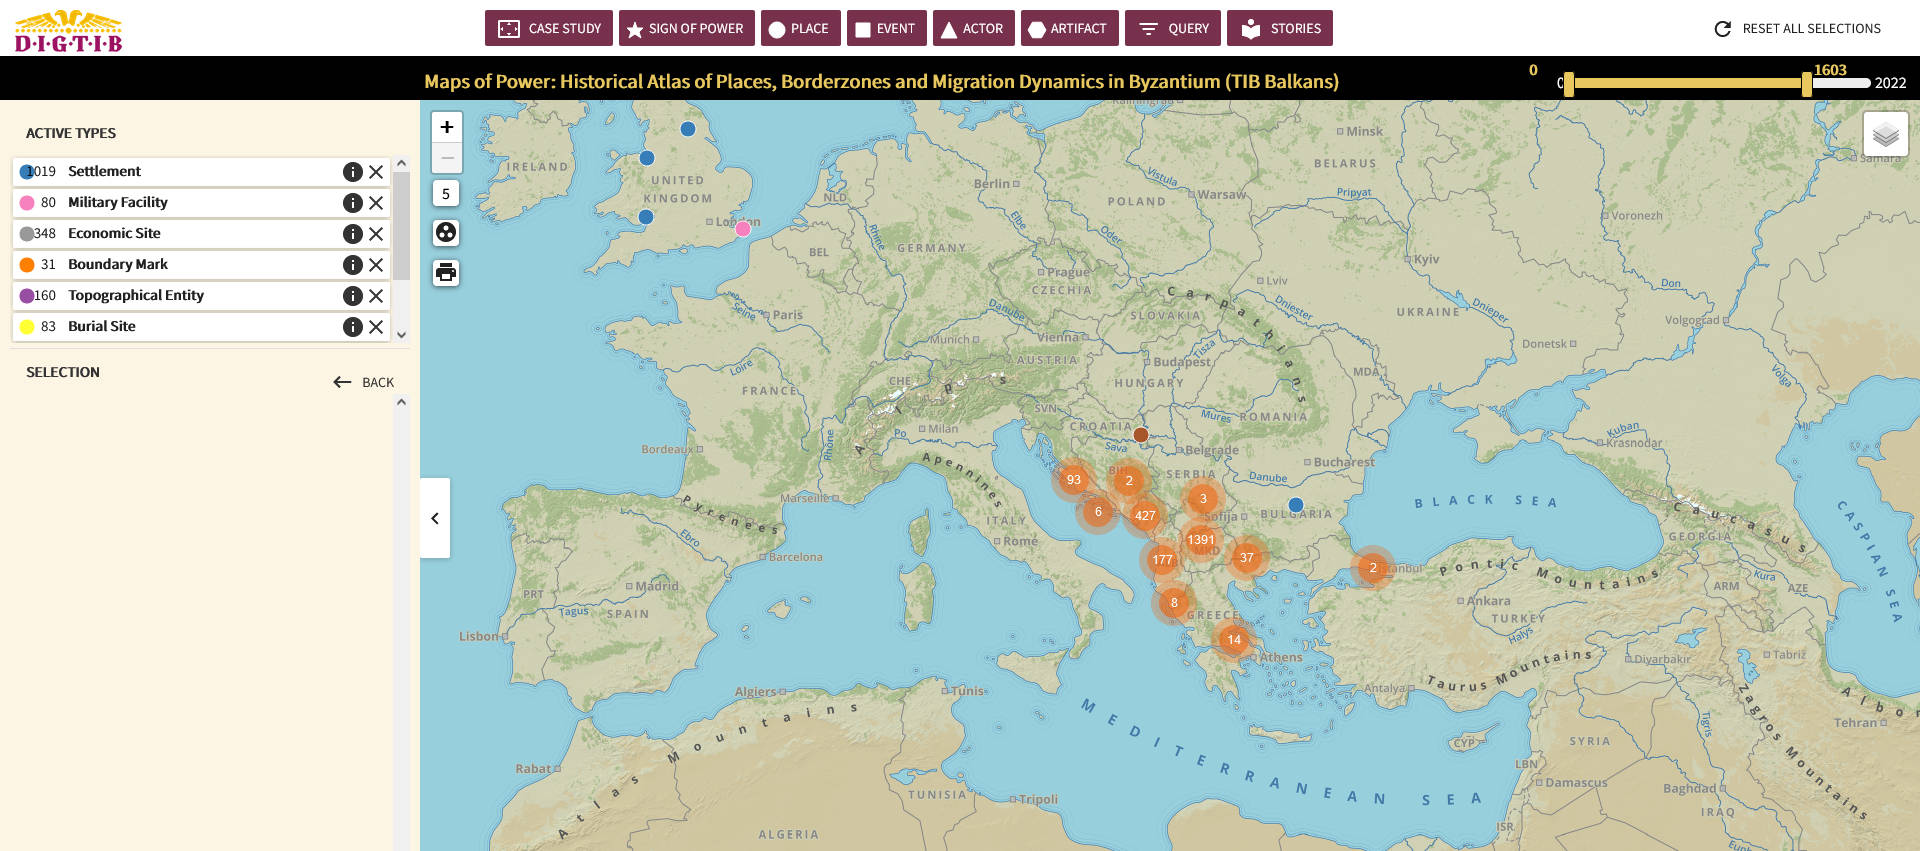 D·I·G·T·I·B
CASE STUDY
SIGN OF POWER
PLACE
EVENT
ACTOR
ARTIFACT
QUERY
STORIES
RESET ALL SELECTIONS
Maps of Power: Historical Atlas of Places, Borderzones and Migration Dynamics in Byzantium (TIB Balkans)
0
1603
0
2022
ACTIVE TYPES
1019 Settlement
80 Military Facility
348 Economic Site
31 Boundary Mark
160 Topographical Entity
83 Burial Site
SELECTION
BACK
+
−
5
Kaliningrad
Minsk
Samara
IRELAND
BELARUS
UNITED
KINGDOM
Berlin
Vistula
Warsaw
Pripyat
NLD
POLAND
London
Voronezh
Elbe
Oder
Rhine
GERMANY
BEL
Kyiv
Prague
Lviv
Don
CZECHIA
Carpathians
Seine
Paris
Danube
SLOVAKIA
Dniester
UKRAINE
Dnieper
Volgograd
Munich
Vienna
Tisza
Donetsk
AUSTRIA
Budapest
Loire
FRANCE
CHE
Alps
HUNGARY
MDA
Volga
SVN
Mures
ROMANIA
CROATIA
Po
Milan
Rhône
Kuban
Krasnodar
Bordeaux
Sava
Belgrade
Apennines
Bucharest
BIH
SERBIA
Danube
93
2
3
Marseille
Pyrenees
BLACK SEA
CASPIAN SEA
Caucasus
6
427
Sofija
BULGARIA
ITALY
Ebro
Rome
1391
MKD
GEORGIA
Barcelona
177
37
2
Istanbul
Pontic Mountains
Kura
Madrid
PRT
ARM
AZE
8
Ankara
Tagus
SPAIN
GREECE
TURKEY
Halys
Lisbon
14
Athens
Diyarbakir
Tabriz
Taurus Mountains
Algiers
Tunis
Antalya
Zagros Mountains
Albor
Atlas Mountains
MEDITERRANEAN SEA
Tigris
Tehran
CYP
SYRIA
Rabat
LBN
Damascus
Baghdad
TUNISIA
Tripoli
IRAQ
ISR
ALGERIA